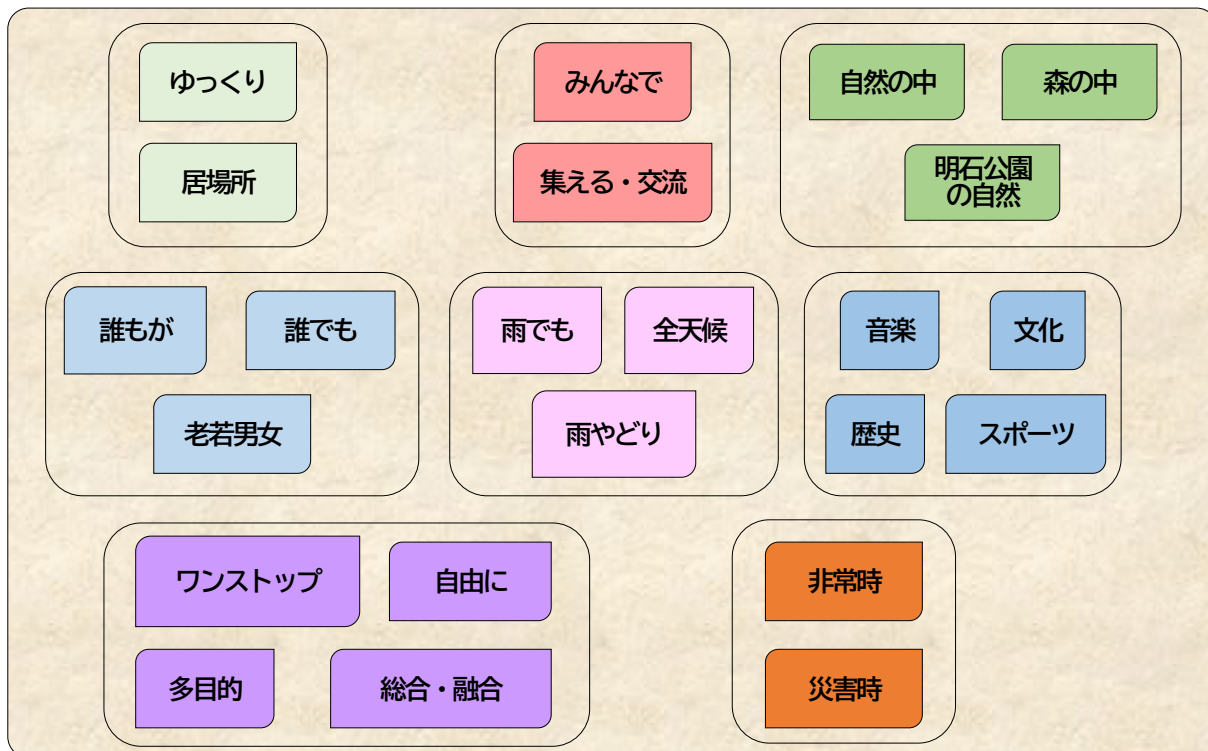 ゆっくり
居場所
みんなで
集える・交流
自然の中
森の中
明石公園
の自然
誰もが
誰でも
老若男女
雨でも
全天候
雨やどり
音楽
文化
歴史
スポーツ
ワンストップ
自由に
多目的
総合・融合
非常時
災害時